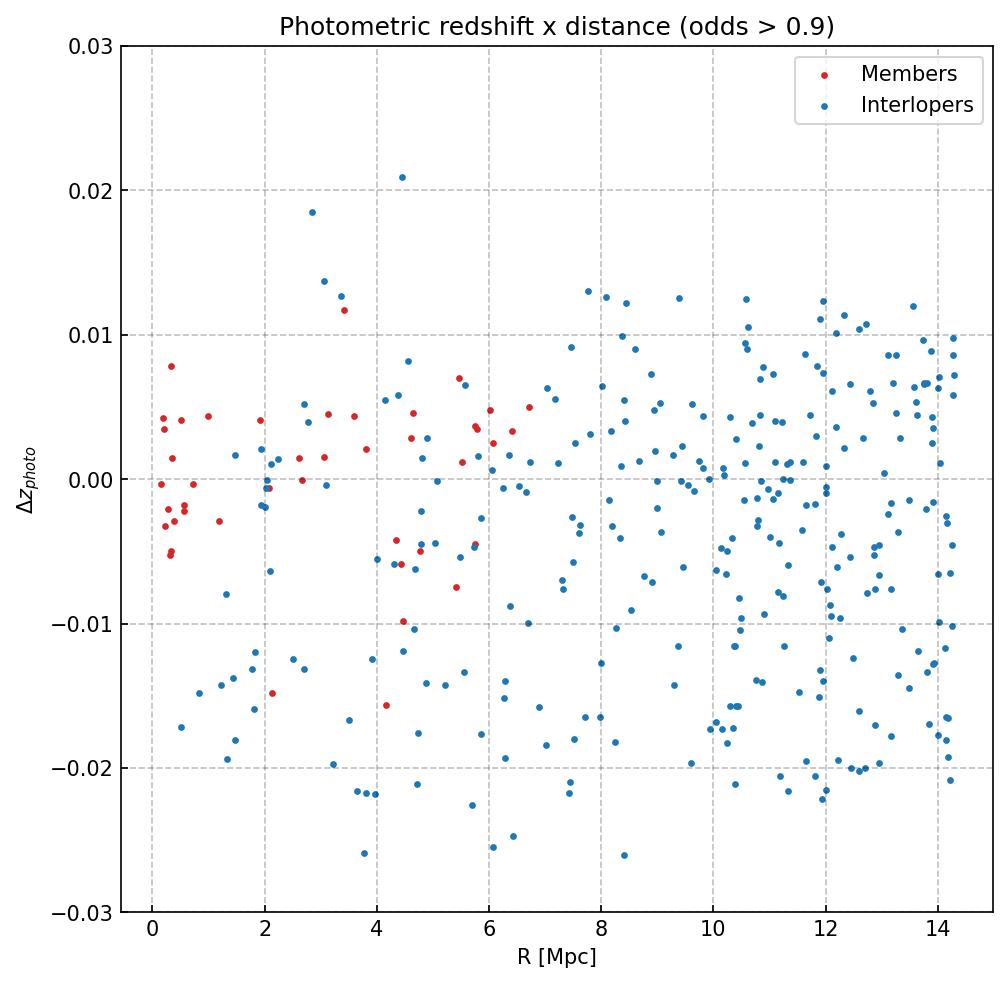 Photometric redshift x distance (odds > 0.9)
0.03
Members
Interlopers
0.02
0.01
0.00
−0.01
−0.02
−0.03
Δz_photo
0 2 4 6 8 10 12 14
R [Mpc]